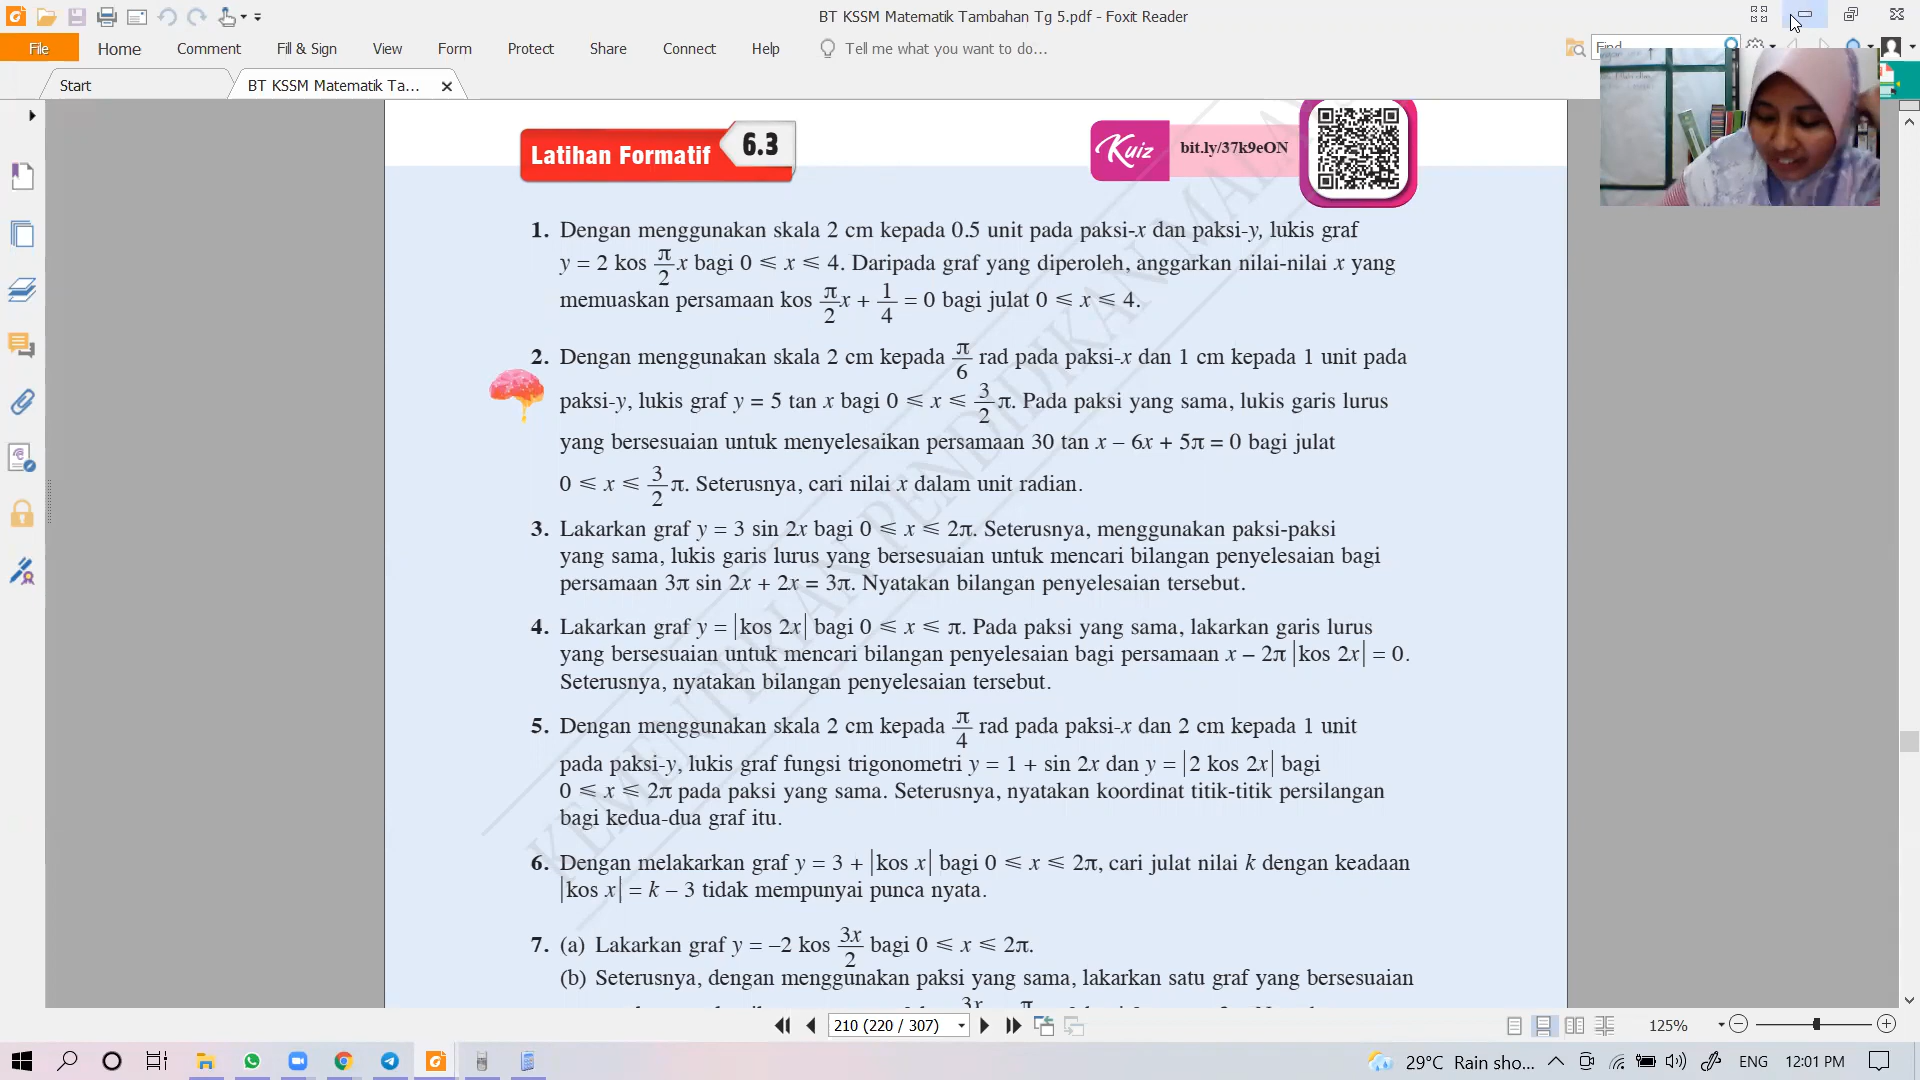 BT KSSM Matematik Tambahan Tg 5.pdf - Foxit Reader
File Home Comment Fill & Sign View Form Protect Share Connect Help Tell me what you want to do... Find
Start BT KSSM Matematik Ta...
Latihan Formatif 6.3 Kuiz bit.ly/37k9eON
1. Dengan menggunakan skala 2 cm kepada 0.5 unit pada paksi-x dan paksi-y, lukis graf
y = 2 kos π/2 x bagi 0 ⩽ x ⩽ 4. Daripada graf yang diperoleh, anggarkan nilai-nilai x yang
memuaskan persamaan kos π/2 x + 1/4 = 0 bagi julat 0 ⩽ x ⩽ 4.
2. Dengan menggunakan skala 2 cm kepada π/6 rad pada paksi-x dan 1 cm kepada 1 unit pada
paksi-y, lukis graf y = 5 tan x bagi 0 ⩽ x ⩽ 3/2 π. Pada paksi yang sama, lukis garis lurus
yang bersesuaian untuk menyelesaikan persamaan 30 tan x – 6x + 5π = 0 bagi julat
0 ⩽ x ⩽ 3/2 π. Seterusnya, cari nilai x dalam unit radian.
3. Lakarkan graf y = 3 sin 2x bagi 0 ⩽ x ⩽ 2π. Seterusnya, menggunakan paksi-paksi
yang sama, lukis garis lurus yang bersesuaian untuk mencari bilangan penyelesaian bagi
persamaan 3π sin 2x + 2x = 3π. Nyatakan bilangan penyelesaian tersebut.
4. Lakarkan graf y = |kos 2x| bagi 0 ⩽ x ⩽ π. Pada paksi yang sama, lakarkan garis lurus
yang bersesuaian untuk mencari bilangan penyelesaian bagi persamaan x – 2π |kos 2x| = 0.
Seterusnya, nyatakan bilangan penyelesaian tersebut.
5. Dengan menggunakan skala 2 cm kepada π/4 rad pada paksi-x dan 2 cm kepada 1 unit
pada paksi-y, lukis graf fungsi trigonometri y = 1 + sin 2x dan y = |2 kos 2x| bagi
0 ⩽ x ⩽ 2π pada paksi yang sama. Seterusnya, nyatakan koordinat titik-titik persilangan
bagi kedua-dua graf itu.
6. Dengan melakarkan graf y = 3 + |kos x| bagi 0 ⩽ x ⩽ 2π, cari julat nilai k dengan keadaan
|kos x| = k – 3 tidak mempunyai punca nyata.
7. (a) Lakarkan graf y = –2 kos 3x/2 bagi 0 ⩽ x ⩽ 2π.
(b) Seterusnya, dengan menggunakan paksi yang sama, lakarkan satu graf yang bersesuaian
KEMENTERIAN PENDIDIKAN MALA
210 (220 / 307) 125%
29°C Rain sho... ENG 12:01 PM